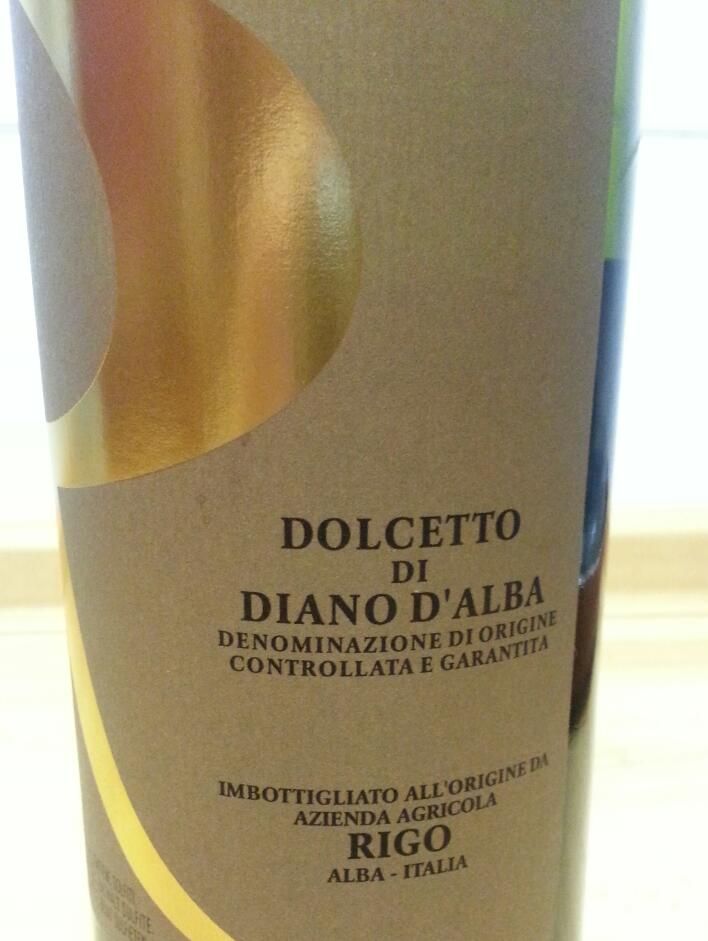 DOLCETTO
DI
DIANO D'ALBA
DENOMINAZIONE DI ORIGINE
CONTROLLATA E GARANTITA
IMBOTTIGLIATO ALL'ORIGINE DA
AZIENDA AGRICOLA
RIGO
ALBA - ITALIA